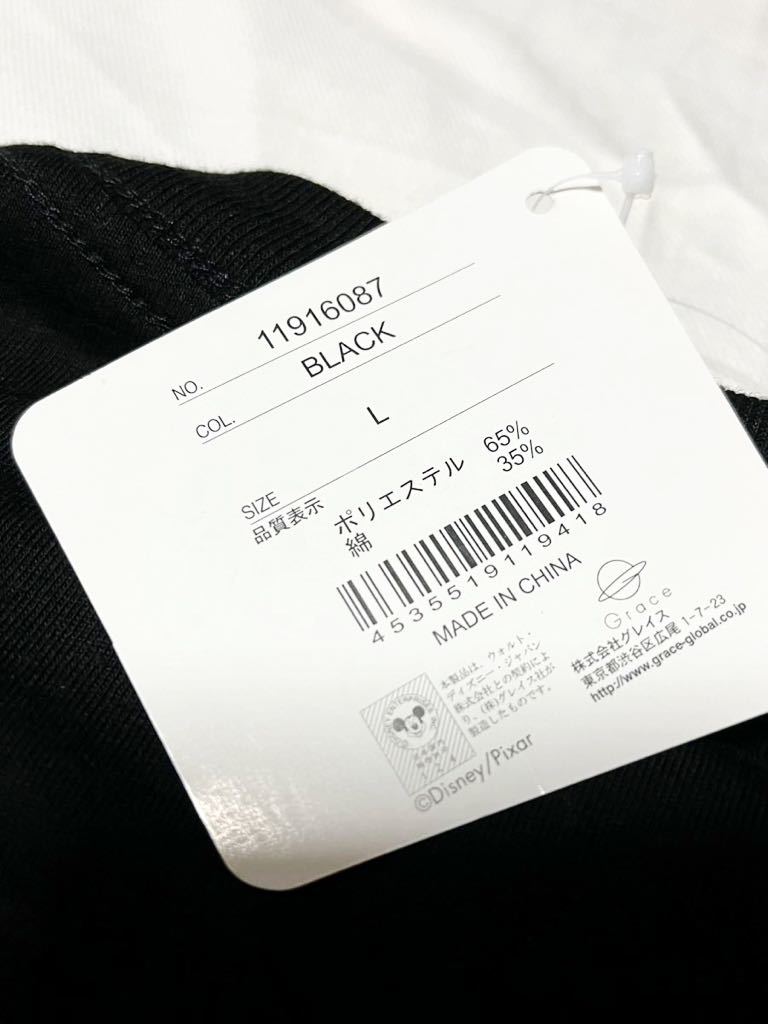 NO. 11916087
COL. BLACK
SIZE L
品質表示 ポリエステル 65%
綿 35%
4535519119418
MADE IN CHINA
Grace
株式会社グレイス
東京都渋谷区広尾 1-7-23
http://www.grace-global.co.jp
本製品は、ウォルト・
ディズニー・ジャパン
株式会社との契約によ
り、(株)グレイス社が
製造したものです。
©Disney/Pixar